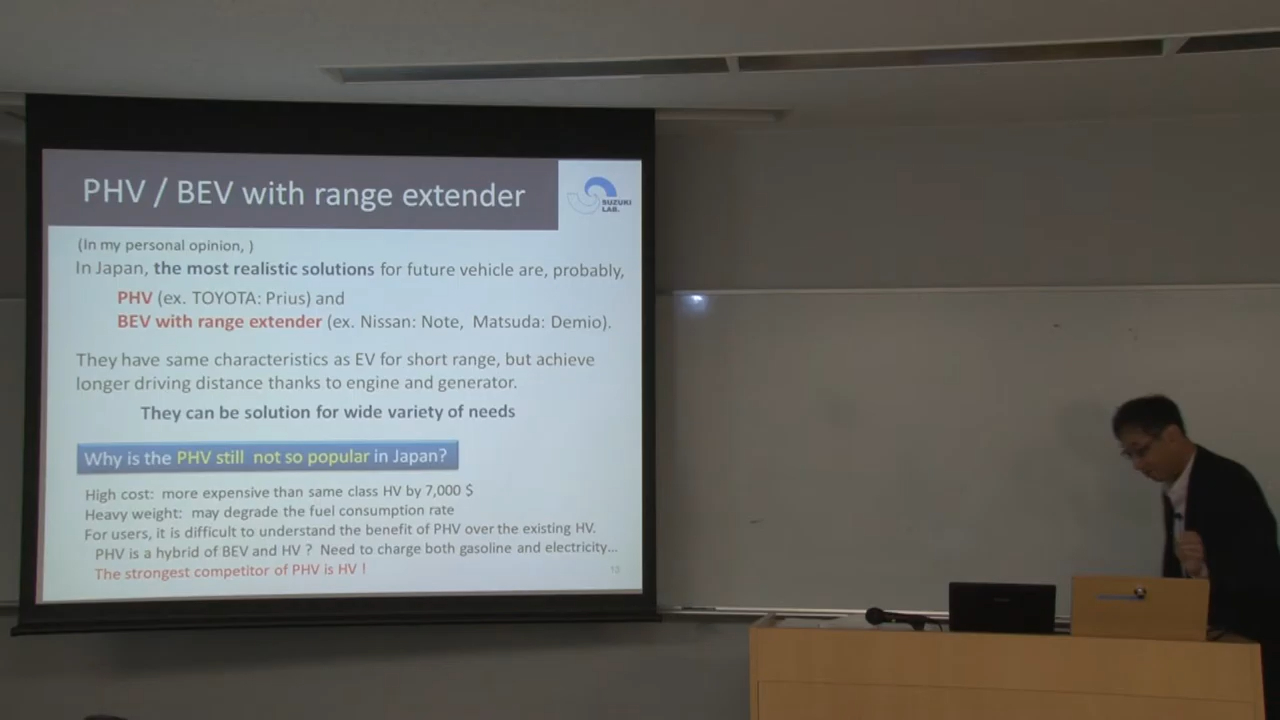 PHV / BEV with range extender
SUZUKI
LAB.
(In my personal opinion, )
In Japan, the most realistic solutions for future vehicle are, probably,
PHV (ex. TOYOTA: Prius) and
BEV with range extender (ex. Nissan: Note, Matsuda: Demio).
They have same characteristics as EV for short range, but achieve
longer driving distance thanks to engine and generator.
They can be solution for wide variety of needs
Why is the PHV still not so popular in Japan?
High cost: more expensive than same class HV by 7,000 $
Heavy weight: may degrade the fuel consumption rate
For users, it is difficult to understand the benefit of PHV over the existing HV.
PHV is a hybrid of BEV and HV ? Need to charge both gasoline and electricity...
The strongest competitor of PHV is HV !